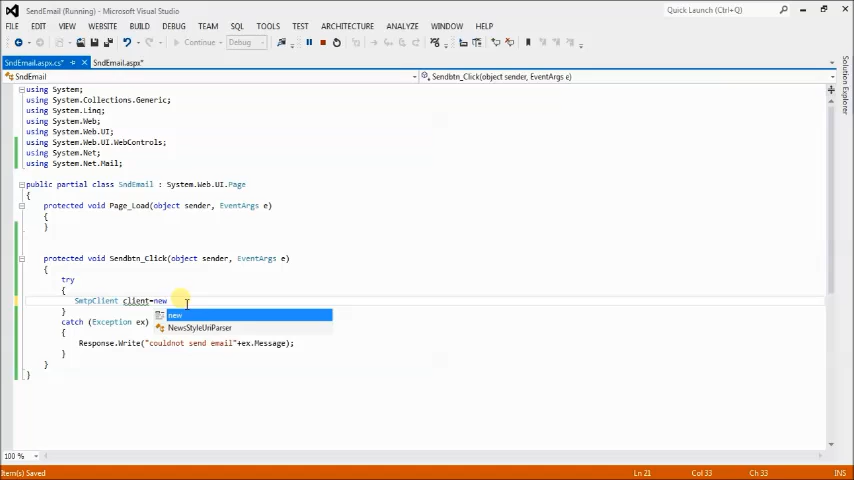 SendEmail (Running) - Microsoft Visual Studio
Quick Launch (Ctrl+Q)
FILE EDIT VIEW WEBSITE BUILD DEBUG TEAM SQL TOOLS TEST ARCHITECTURE ANALYZE WINDOW HELP
Continue Debug
SndEmail.aspx.cs* SndEmail.aspx*
Solution Explorer
SndEmail Sendbtn_Click(object sender, EventArgs e)
using System;
using System.Collections.Generic;
using System.Linq;
using System.Web;
using System.Web.UI;
using System.Web.UI.WebControls;
using System.Net;
using System.Net.Mail;
public partial class SndEmail : System.Web.UI.Page
{
protected void Page_Load(object sender, EventArgs e)
{
}
protected void Sendbtn_Click(object sender, EventArgs e)
{
try
{
SmtpClient client=new
new
}
NewsStyleUriParser
catch (Exception ex)
{
Response.Write("couldnot send email"+ex.Message);
}
}
}
100 %
Item(s) Saved Ln 21 Col 33 Ch 33 INS